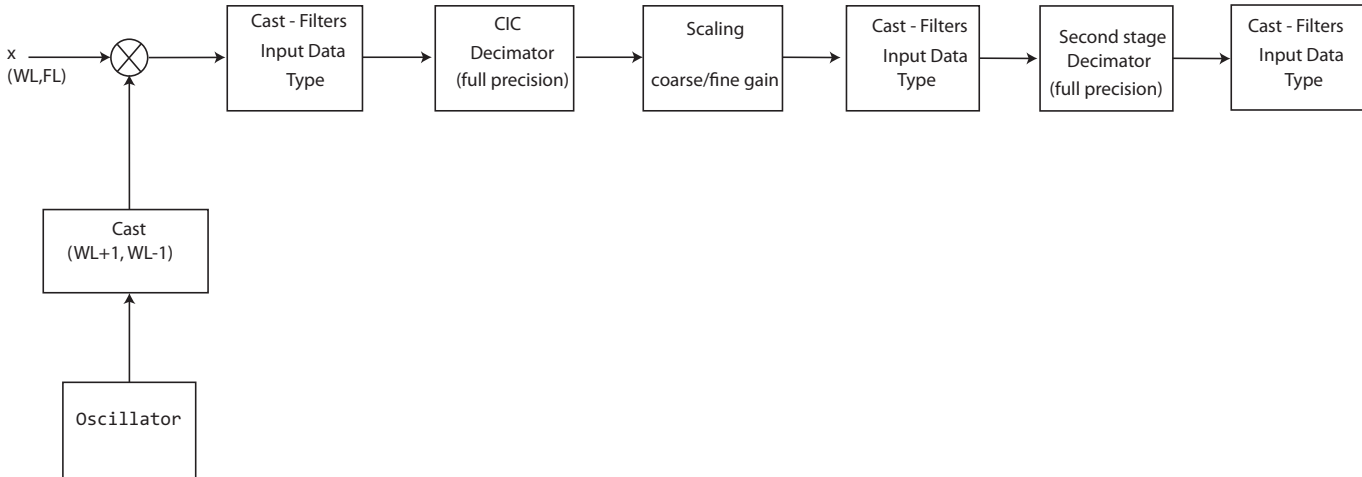 x
(WL,FL)
Cast - Filters
Input Data
Type
CIC
Decimator
(full precision)
Scaling
coarse/fine gain
Cast - Filters
Input Data
Type
Second stage
Decimator
(full precision)
Cast - Filters
Input Data
Type
Cast
(WL+1, WL-1)
Oscillator